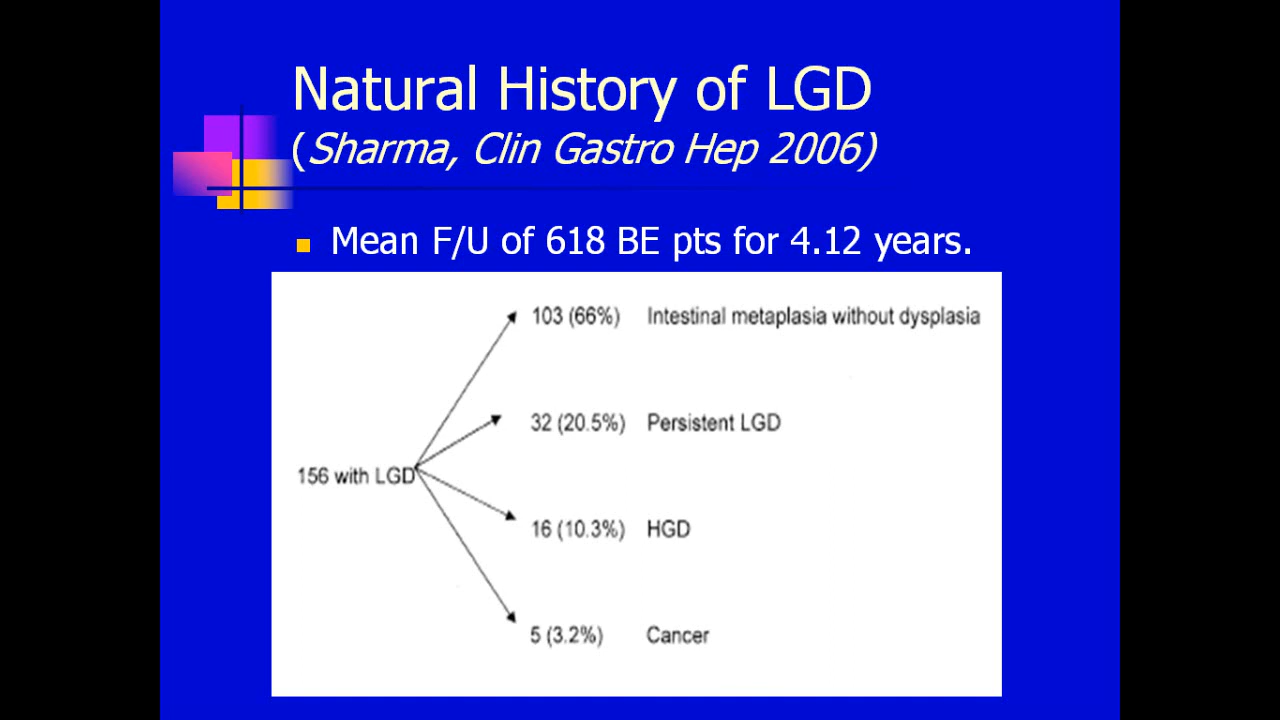 Natural History of LGD
(Sharma, Clin Gastro Hep 2006)
Mean F/U of 618 BE pts for 4.12 years.
103 (66%) Intestinal metaplasia without dysplasia
32 (20.5%) Persistent LGD
156 with LGD
16 (10.3%) HGD
5 (3.2%) Cancer